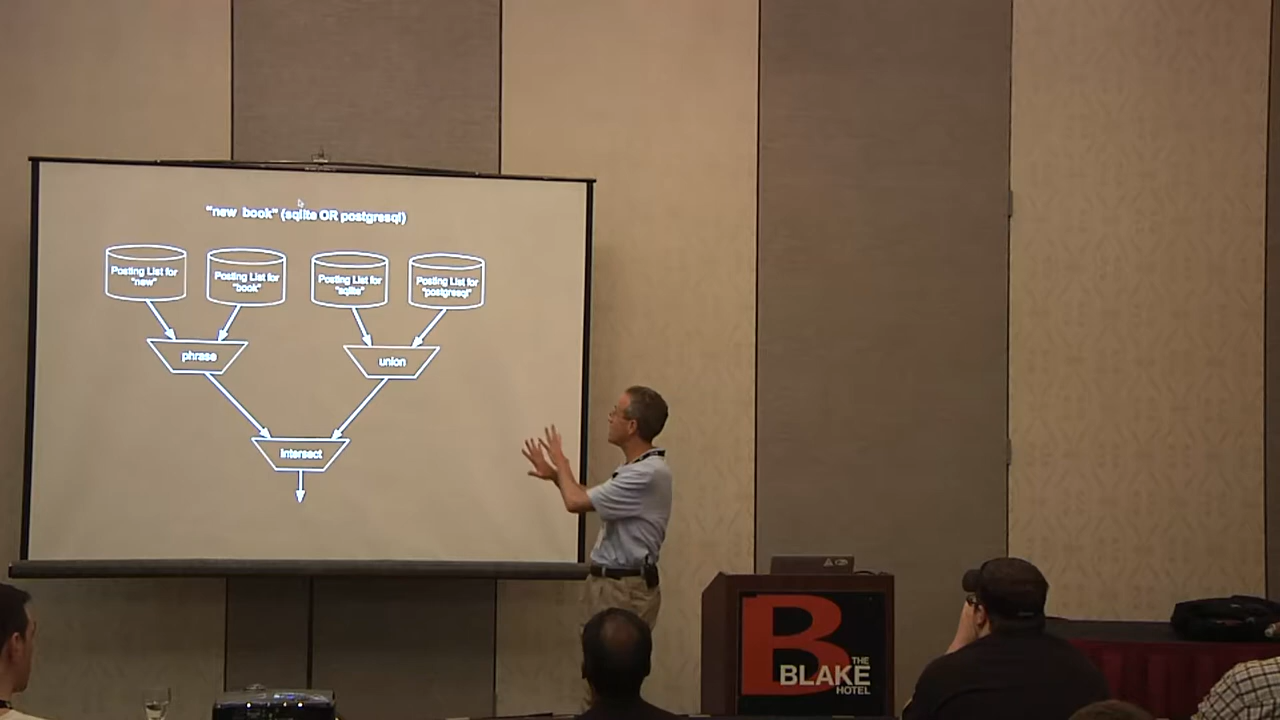 "new book" (sqlite OR postgresql)
Posting List for
"new"
Posting List for
"book"
Posting List for
"sqlite"
Posting List for
"postgresql"
phrase
union
intersect
B
THE
BLAKE
HOTEL